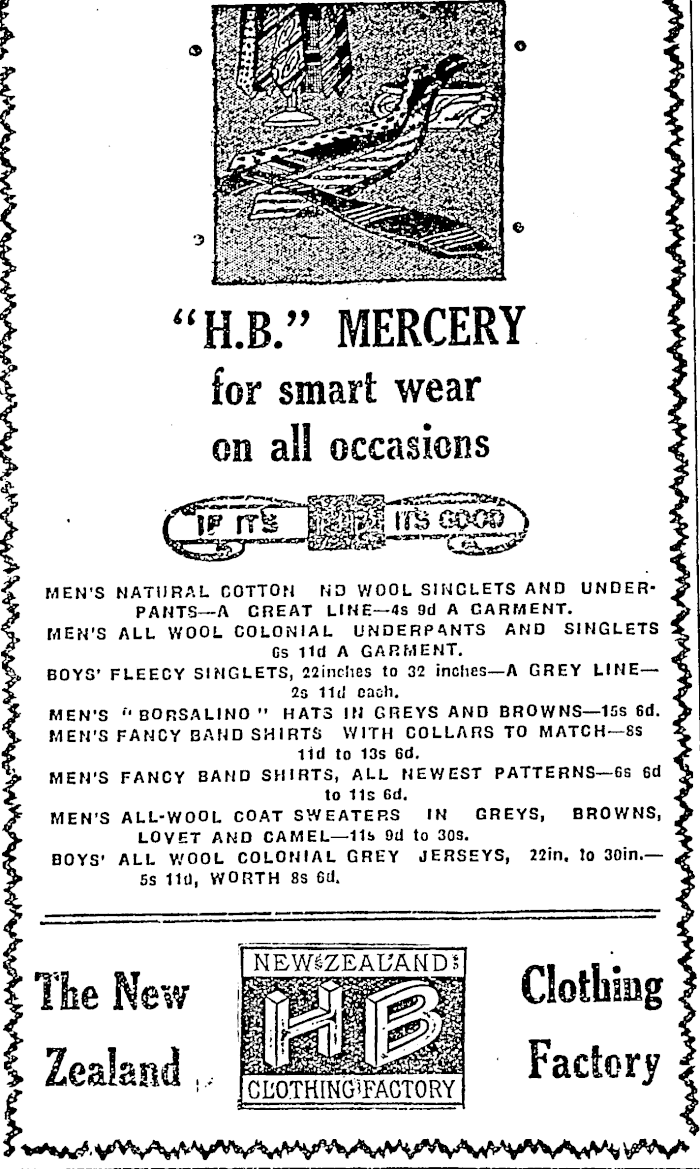 "H.B." MERCERY
for smart wear
on all occasions
IF IT'S H.B. ITS GOOD
MEN'S NATURAL COTTON ND WOOL SINGLETS AND UNDER-
PANTS—A GREAT LINE—4s 9d A GARMENT.
MEN'S ALL WOOL COLONIAL UNDERPANTS AND SINGLETS
6s 11d A GARMENT.
BOYS' FLEECY SINGLETS, 22inches to 32 inches—A GREY LINE—
2s 11d each.
MEN'S "BORSALINO" HATS IN GREYS AND BROWNS—15s 6d.
MEN'S FANCY BAND SHIRTS WITH COLLARS TO MATCH—8s
11d to 13s 6d.
MEN'S FANCY BAND SHIRTS, ALL NEWEST PATTERNS—6s 6d
to 11s 6d.
MEN'S ALL-WOOL COAT SWEATERS IN GREYS, BROWNS,
LOVET AND CAMEL—11s 9d to 30s.
BOYS' ALL WOOL COLONIAL GREY JERSEYS, 22in. to 30in.—
5s 11d, WORTH 8s 6d.
The New
Zealand
NEW ZEALAND
HB
CLOTHING FACTORY
Clothing
Factory